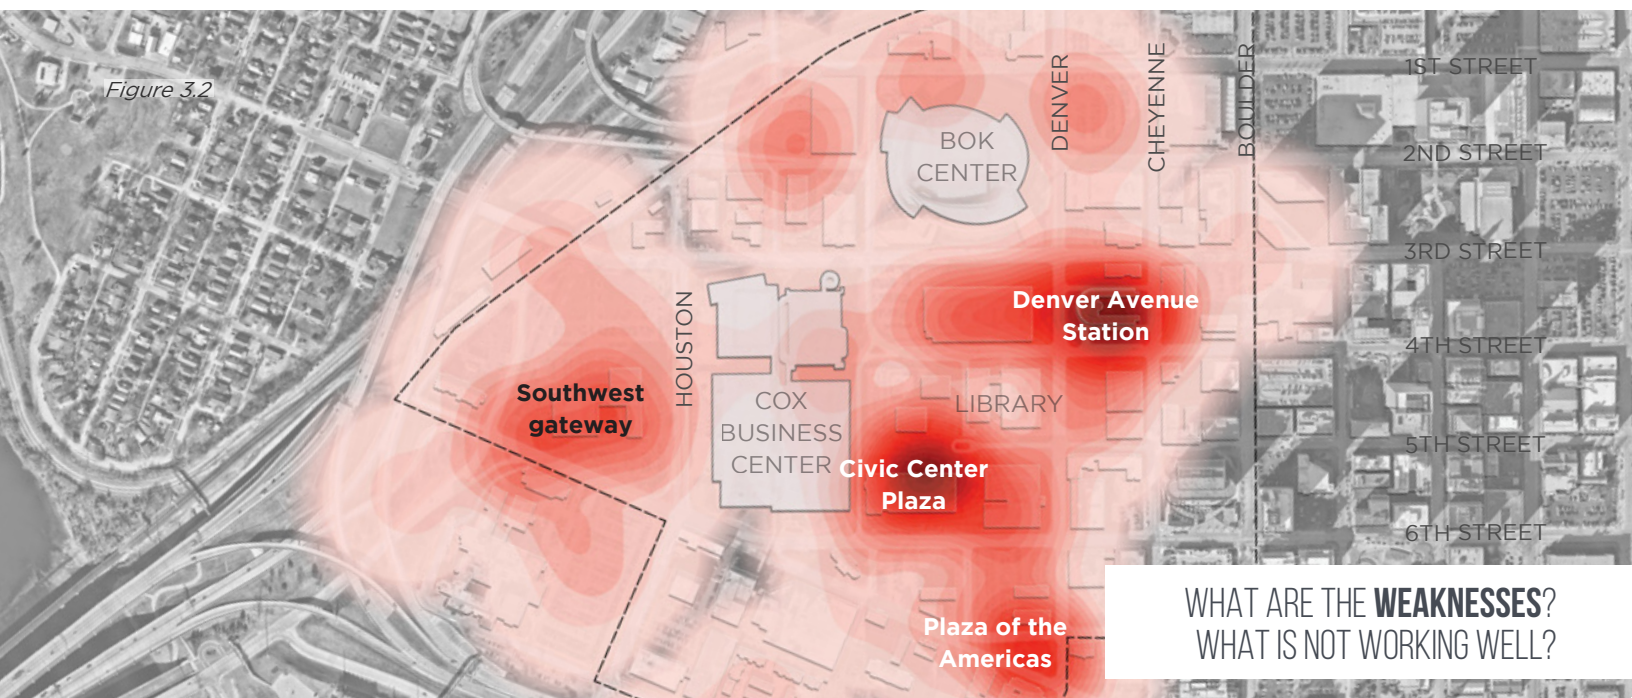 Figure 3.2
DENVER
CHEYENNE
BOULDER
1ST STREET
BOK
CENTER
2ND STREET
3RD STREET
HOUSTON
Denver Avenue
Station
4TH STREET
Southwest
gateway
COX
BUSINESS
CENTER
LIBRARY
5TH STREET
Civic Center
Plaza
6TH STREET
Plaza of the
Americas
WHAT ARE THE WEAKNESSES?
WHAT IS NOT WORKING WELL?